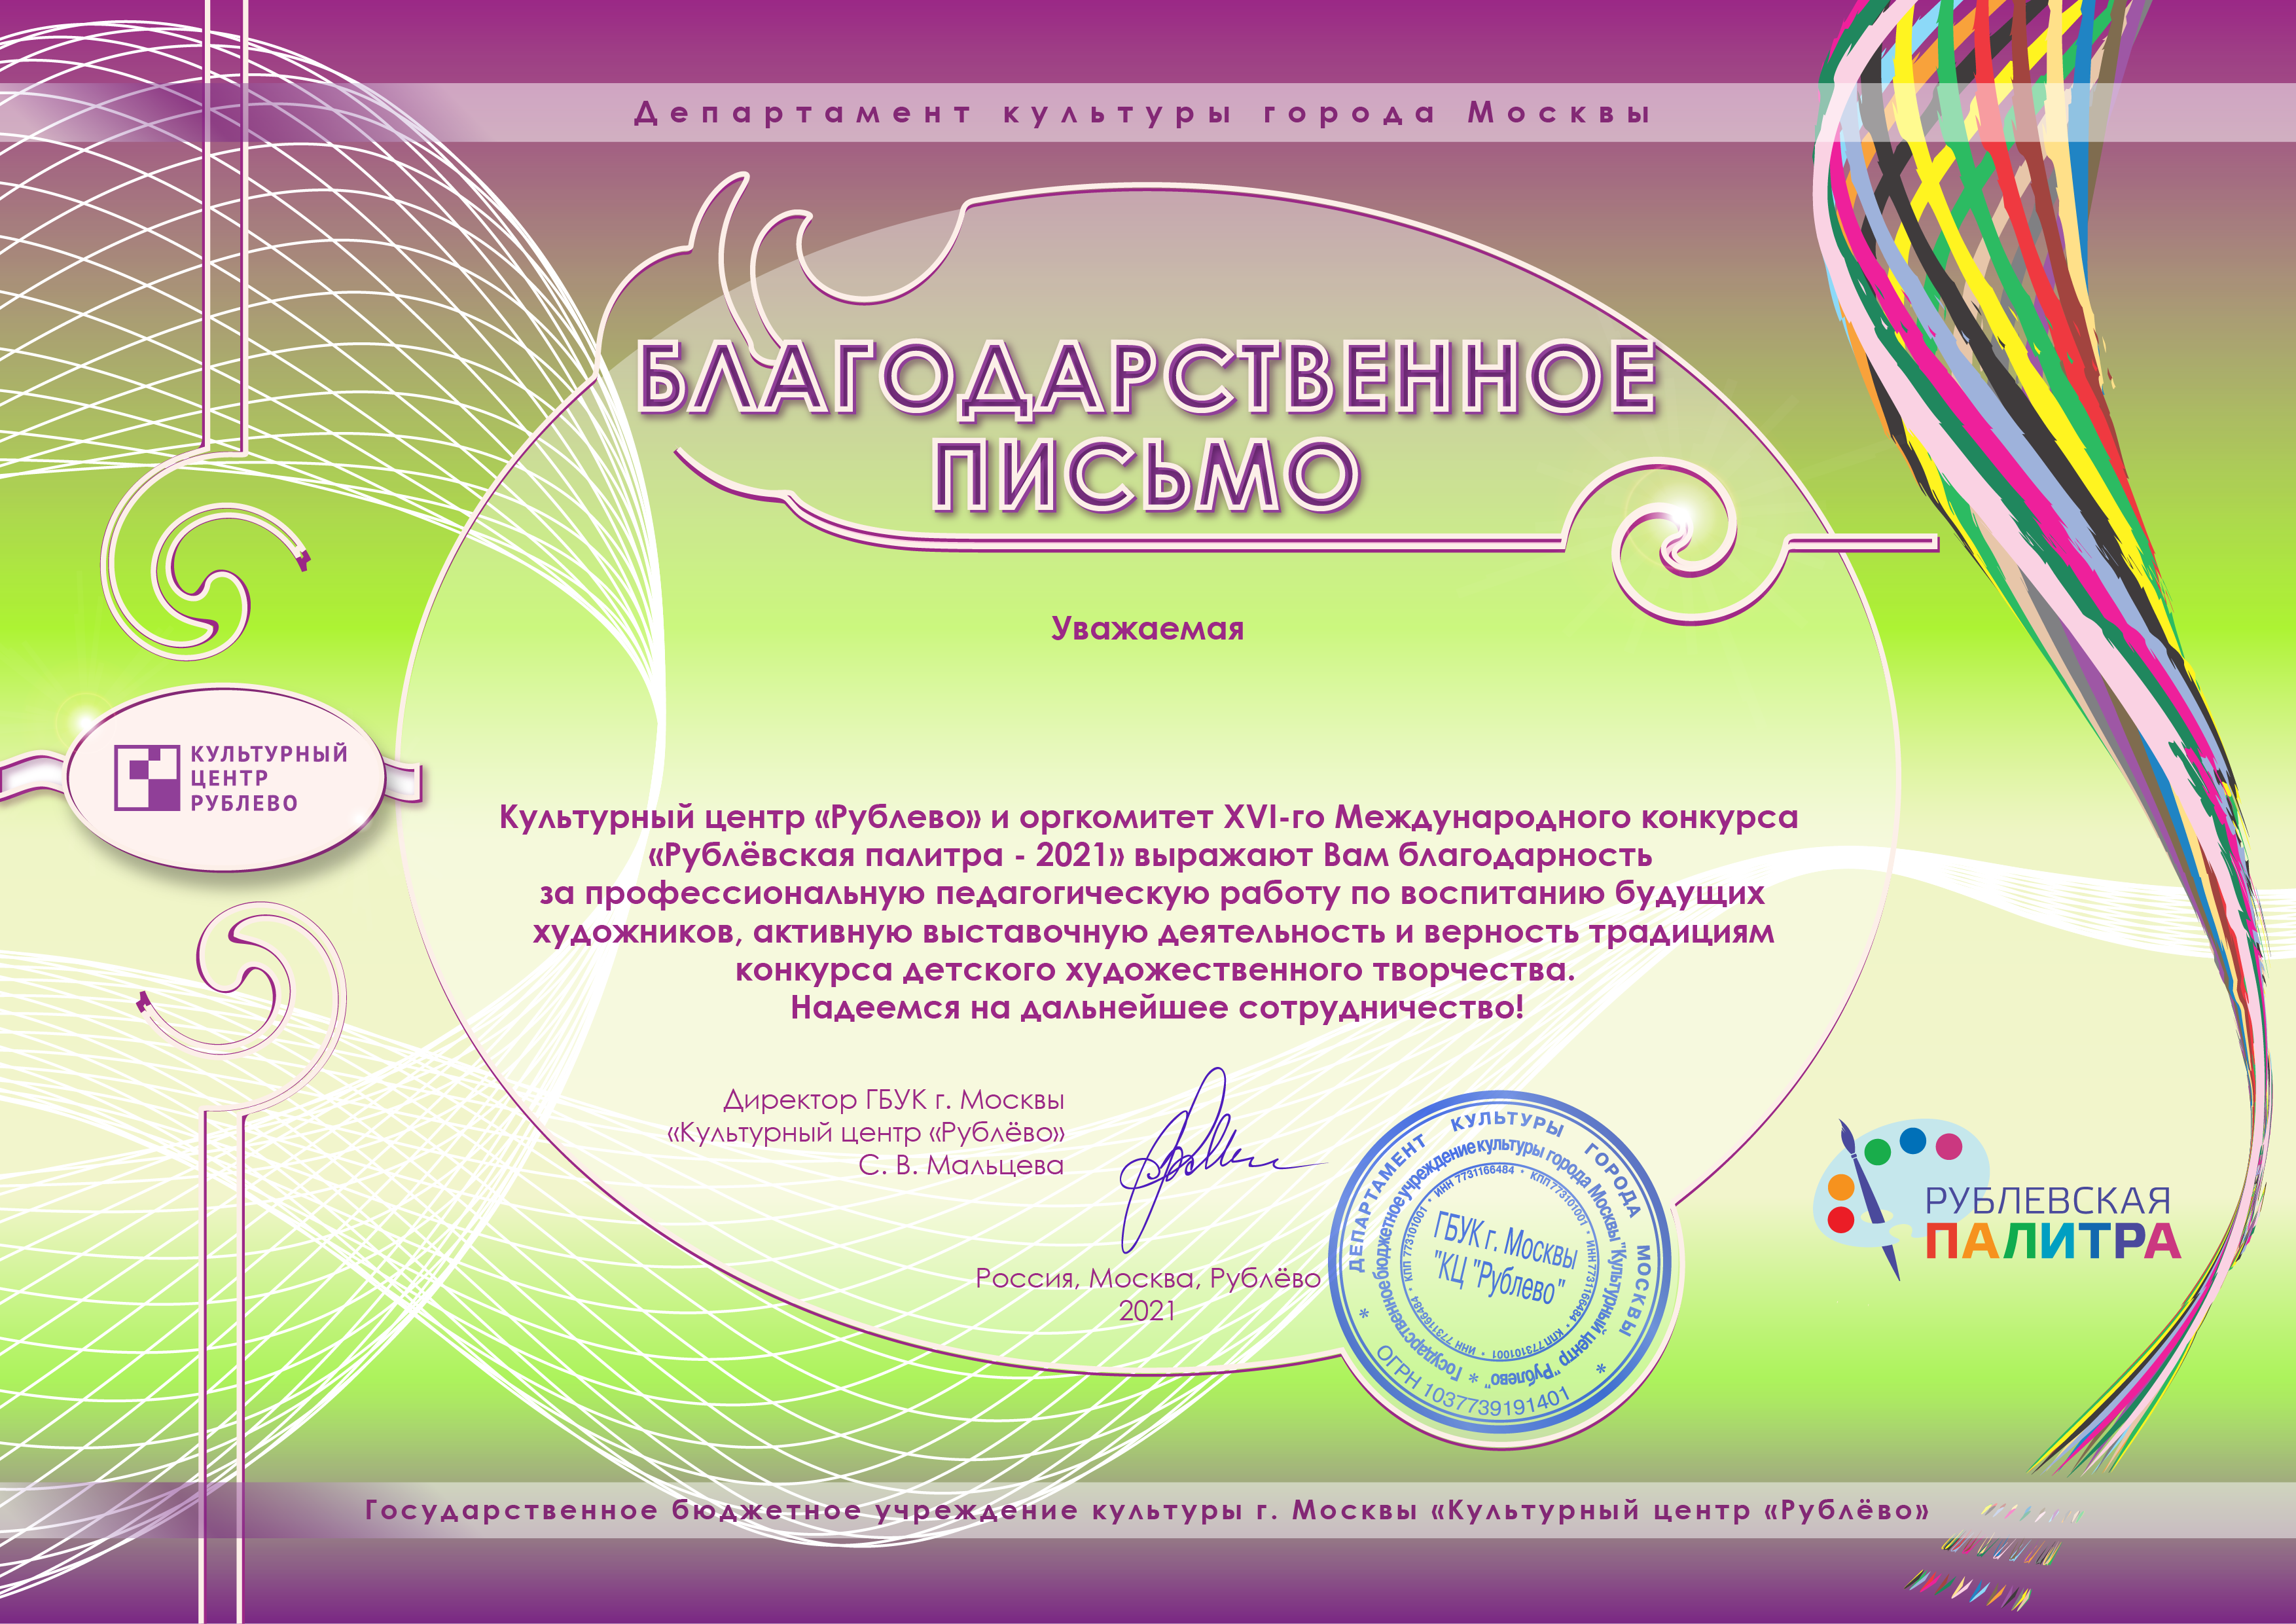 Департамент культуры города Москвы
БЛАГОДАРСТВЕННОЕ
ПИСЬМО
Уважаемая
КУЛЬТУРНЫЙ
ЦЕНТР
РУБЛЕВО
Культурный центр «Рублево» и оргкомитет XVI-го Международного конкурса
«Рублёвская палитра - 2021» выражают Вам благодарность
за профессиональную педагогическую работу по воспитанию будущих
художников, активную выставочную деятельность и верность традициям
конкурса детского художественного творчества.
Надеемся на дальнейшее сотрудничество!
Директор ГБУК г. Москвы
«Культурный центр «Рублёво»
С. В. Мальцева
Россия, Москва, Рублёво
2021
ДЕПАРТАМЕНТ КУЛЬТУРЫ ГОРОДА МОСКВЫ
* ОГРН 1037739191401 *
Государственное бюджетное учреждение культуры города Москвы "Культурный центр "Рублево" *
ИНН 7731166484 • КПП 773101001 • ИНН 7731166484 • КПП 773101001 • ИНН 7731166484 • КПП 773101001 •
ГБУК г. Москвы
"КЦ "Рублево"
РУБЛЕВСКАЯ
ПАЛИТРА
Государственное бюджетное учреждение культуры г. Москвы «Культурный центр «Рублёво»